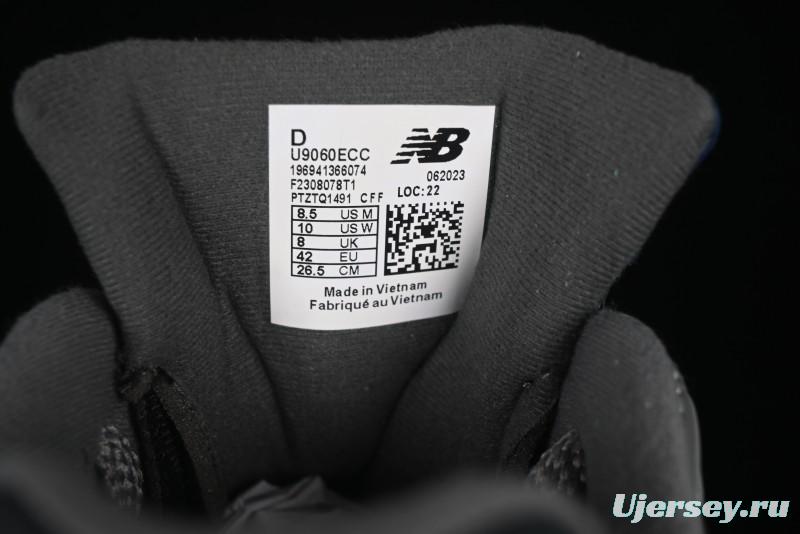 D
U9060ECC
NB
196941366074
062023
F2308078T1
LOC: 22
PTZTQ1491 CFF
8.5 US M
10 US W
8 UK
42 EU
26.5 CM
Made in Vietnam
Fabriqué au Vietnam
Ujersey.ru